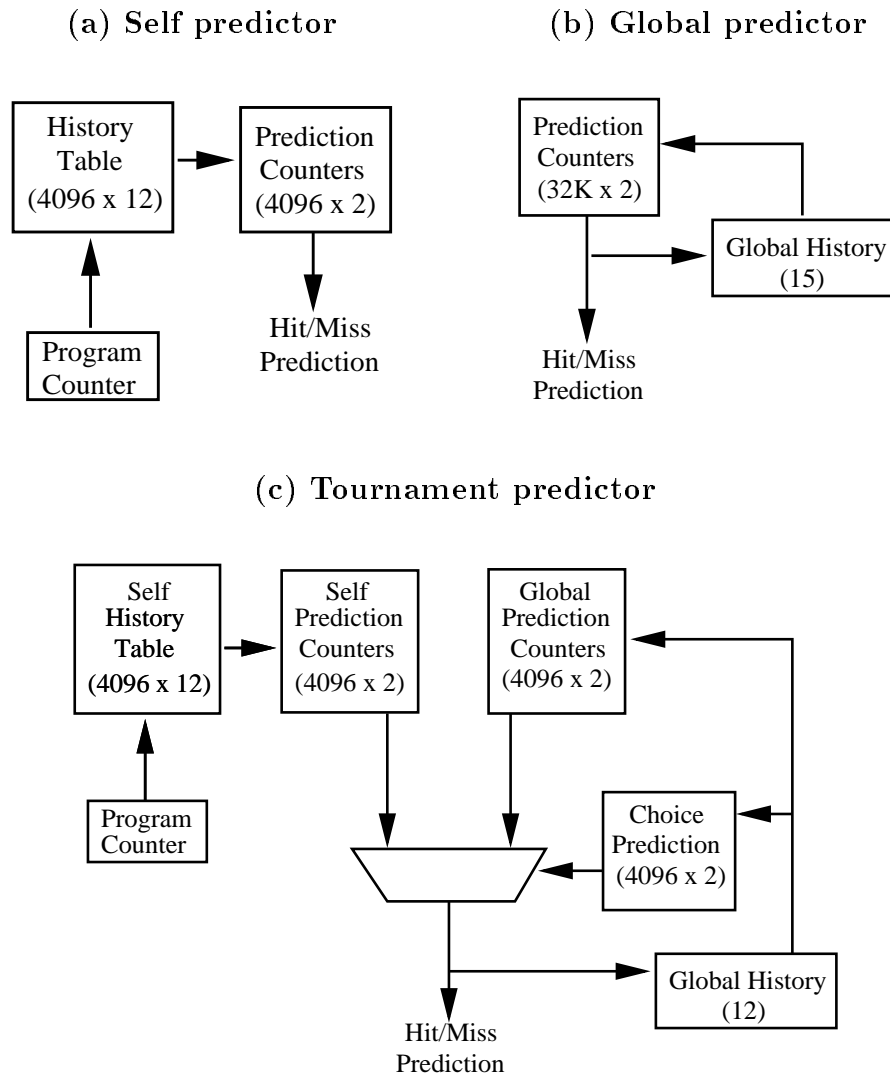 (a) Self predictor
History
Table
(4096 x 12)
Prediction
Counters
(4096 x 2)
Program
Counter
Hit/Miss
Prediction
(b) Global predictor
Prediction
Counters
(32K x 2)
Global History
(15)
Hit/Miss
Prediction
(c) Tournament predictor
Self
History
Table
(4096 x 12)
Self
Prediction
Counters
(4096 x 2)
Global
Prediction
Counters
(4096 x 2)
Program
Counter
Choice
Prediction
(4096 x 2)
Global History
(12)
Hit/Miss
Prediction